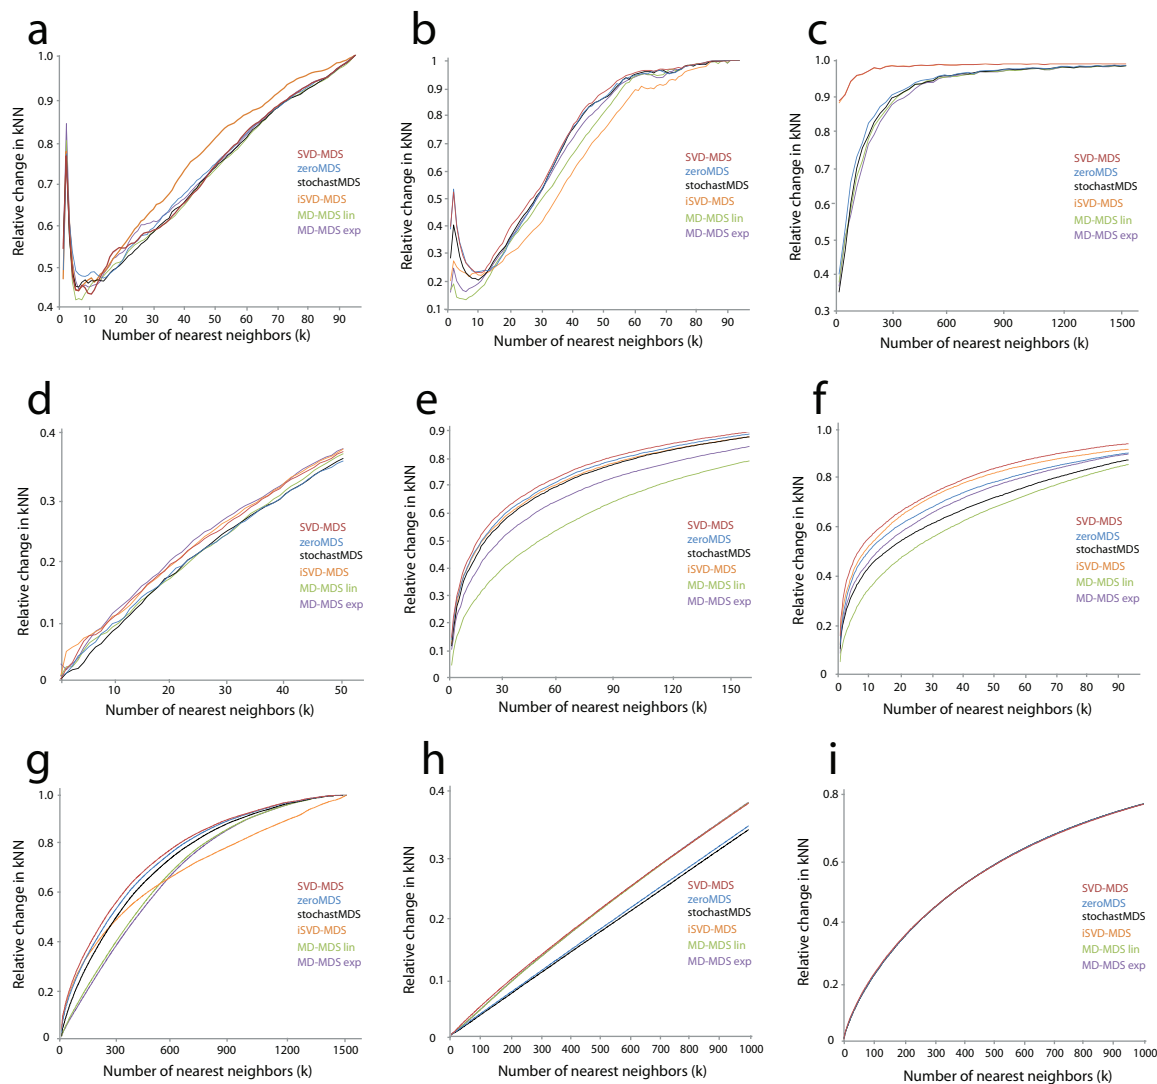 a
Relative change in kNN
1.0
0.9
0.8
0.7
0.6
0.5
0.4
0
10
20
30
40
50
60
70
80
90
Number of nearest neighbors (k)
SVD-MDS
zeroMDS
stochastMDS
iSVD-MDS
MD-MDS lin
MD-MDS exp
b
Relative change in kNN
1
0.9
0.8
0.7
0.6
0.5
0.4
0.3
0.2
0.1
0
10
20
30
40
50
60
70
80
90
Number of nearest neighbors (k)
SVD-MDS
zeroMDS
stochastMDS
iSVD-MDS
MD-MDS lin
MD-MDS exp
c
Relative change in kNN
1.0
0.9
0.8
0.7
0.6
0.5
0.4
0.3
0
300
600
900
1200
1500
Number of nearest neighbors (k)
SVD-MDS
zeroMDS
stochastMDS
iSVD-MDS
MD-MDS lin
MD-MDS exp
d
Relative change in kNN
0.4
0.3
0.2
0.1
0
10
20
30
40
50
Number of nearest neighbors (k)
SVD-MDS
zeroMDS
stochastMDS
iSVD-MDS
MD-MDS lin
MD-MDS exp
e
Relative change in kNN
0.9
0.8
0.7
0.6
0.5
0.4
0.3
0.2
0.1
0
0
30
60
90
120
150
Number of nearest neighbors (k)
SVD-MDS
zeroMDS
stochastMDS
iSVD-MDS
MD-MDS lin
MD-MDS exp
f
Relative change in kNN
1.0
0.8
0.6
0.4
0.2
0
0
10
20
30
40
50
60
70
80
90
Number of nearest neighbors (k)
SVD-MDS
zeroMDS
stochastMDS
iSVD-MDS
MD-MDS lin
MD-MDS exp
g
Relative change in kNN
1.0
0.8
0.6
0.4
0.2
0
0
300
600
900
1200
1500
Number of nearest neighbors (k)
SVD-MDS
zeroMDS
stochastMDS
iSVD-MDS
MD-MDS lin
MD-MDS exp
h
Relative change in kNN
0.4
0.3
0.2
0.1
0
0
100
200
300
400
500
600
700
800
900
1000
Number of nearest neighbors (k)
SVD-MDS
zeroMDS
stochastMDS
iSVD-MDS
MD-MDS lin
MD-MDS exp
i
Relative change in kNN
0.8
0.6
0.4
0.2
0
0
100
200
300
400
500
600
700
800
900
1000
Number of nearest neighbors (k)
SVD-MDS
zeroMDS
stochastMDS
iSVD-MDS
MD-MDS lin
MD-MDS exp